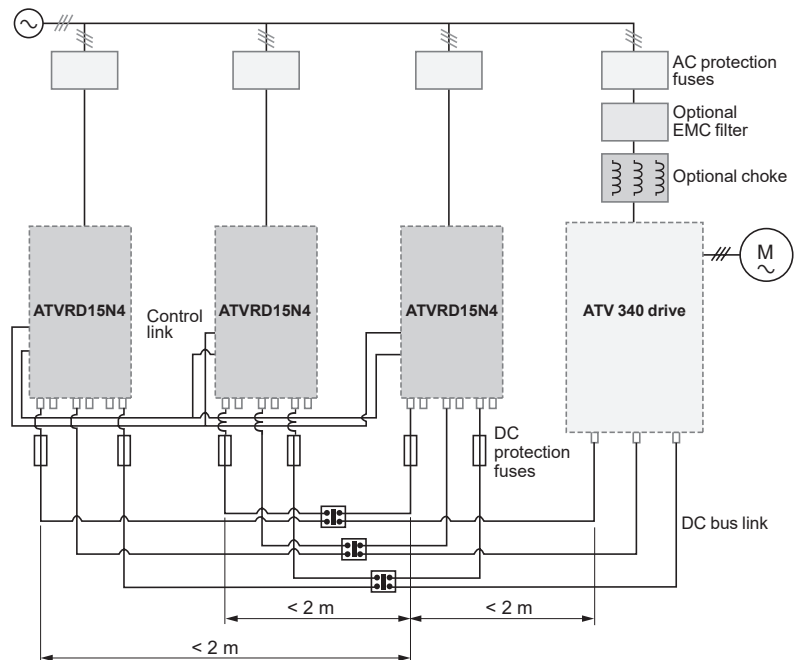 AC protection
fuses
Optional
EMC filter
Optional choke
M
ATVRD15N4
Control
link
ATVRD15N4
ATVRD15N4
ATV 340 drive
DC
protection
fuses
DC bus link
< 2 m
< 2 m
< 2 m